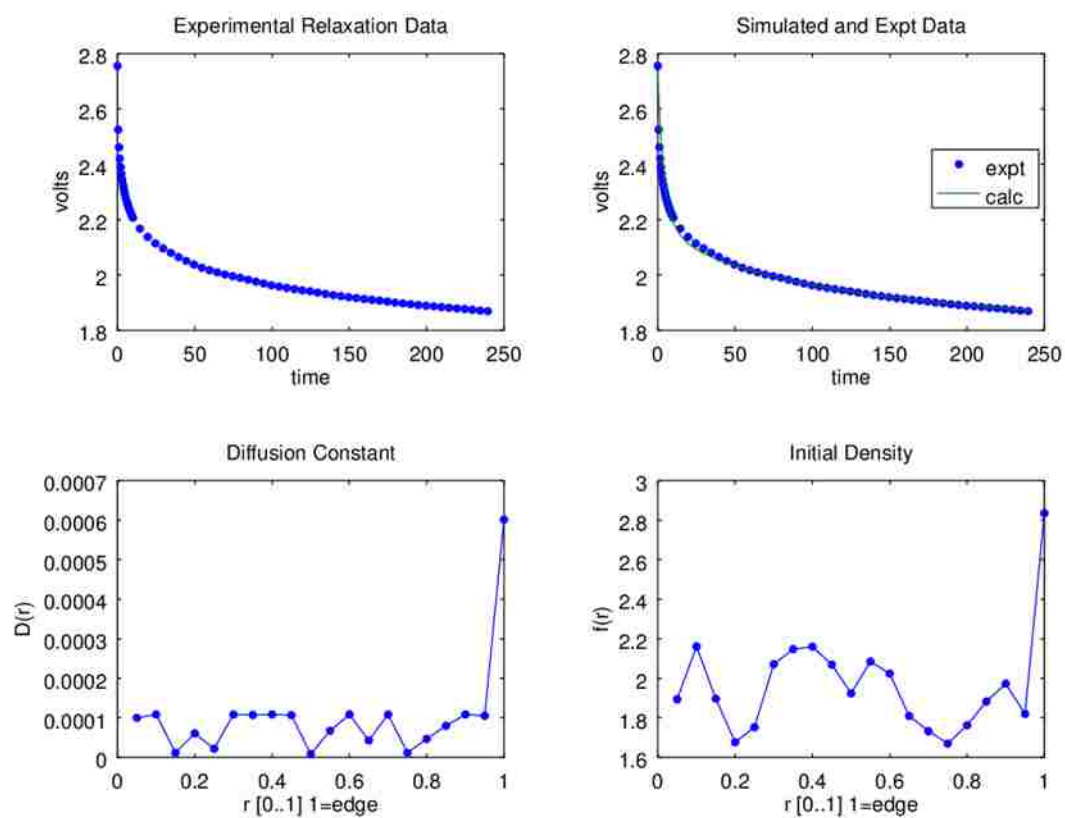 Experimental Relaxation Data
2.8
2.6
2.4
2.2
2
1.8
volts
0 50 100 150 200 250
time
Simulated and Expt Data
2.8
2.6
2.4
2.2
2
1.8
volts
expt
calc
0 50 100 150 200 250
time
Diffusion Constant
0.0007
0.0006
0.0005
0.0004
0.0003
0.0002
0.0001
0
D(r)
0 0.2 0.4 0.6 0.8 1
r [0..1] 1=edge
Initial Density
3
2.8
2.6
2.4
2.2
2
1.8
1.6
f(r)
0 0.2 0.4 0.6 0.8 1
r [0..1] 1=edge